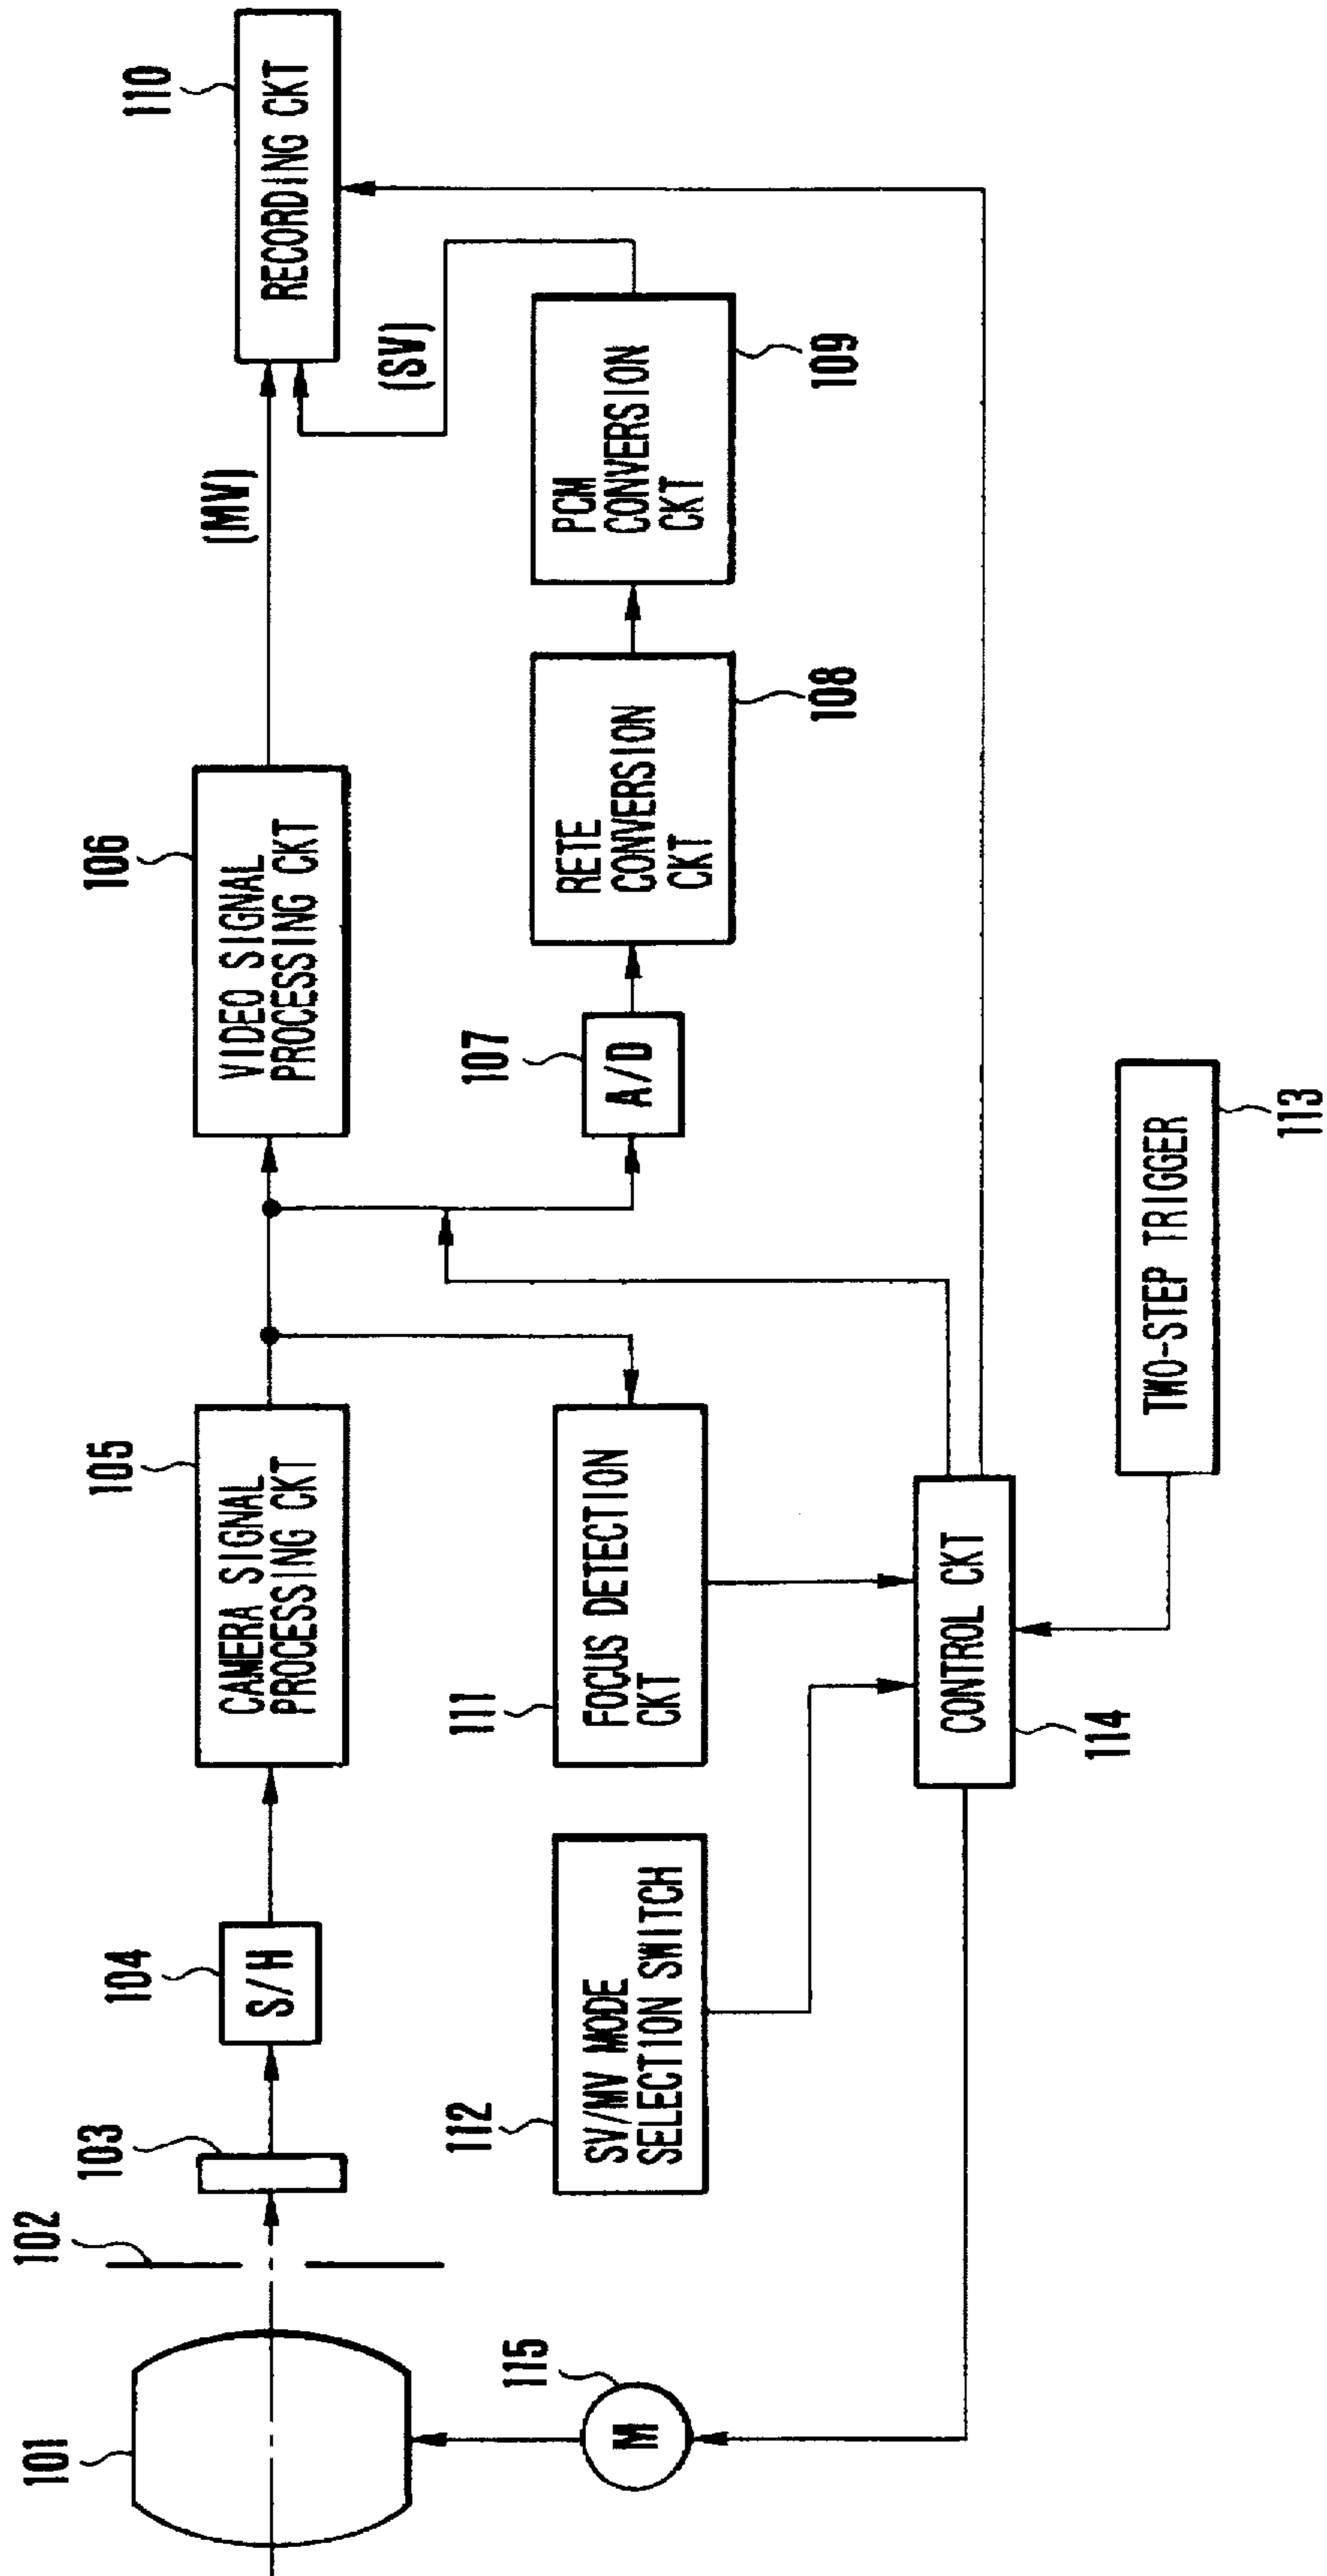 101
102
103
S/H
104
CAMERA SIGNAL
PROCESSING CKT
105
VIDEO SIGNAL
PROCESSING CKT
106
(MV)
RECORDING CKT
110
(SV)
A/D
107
RETE
CONVERSION
CKT
108
PCM
CONVERSION
CKT
109
M
115
SV/MV MODE
SELECTION SWITCH
112
FOCUS DETECTION
CKT
111
CONTROL CKT
114
TWO-STEP TRIGGER
113